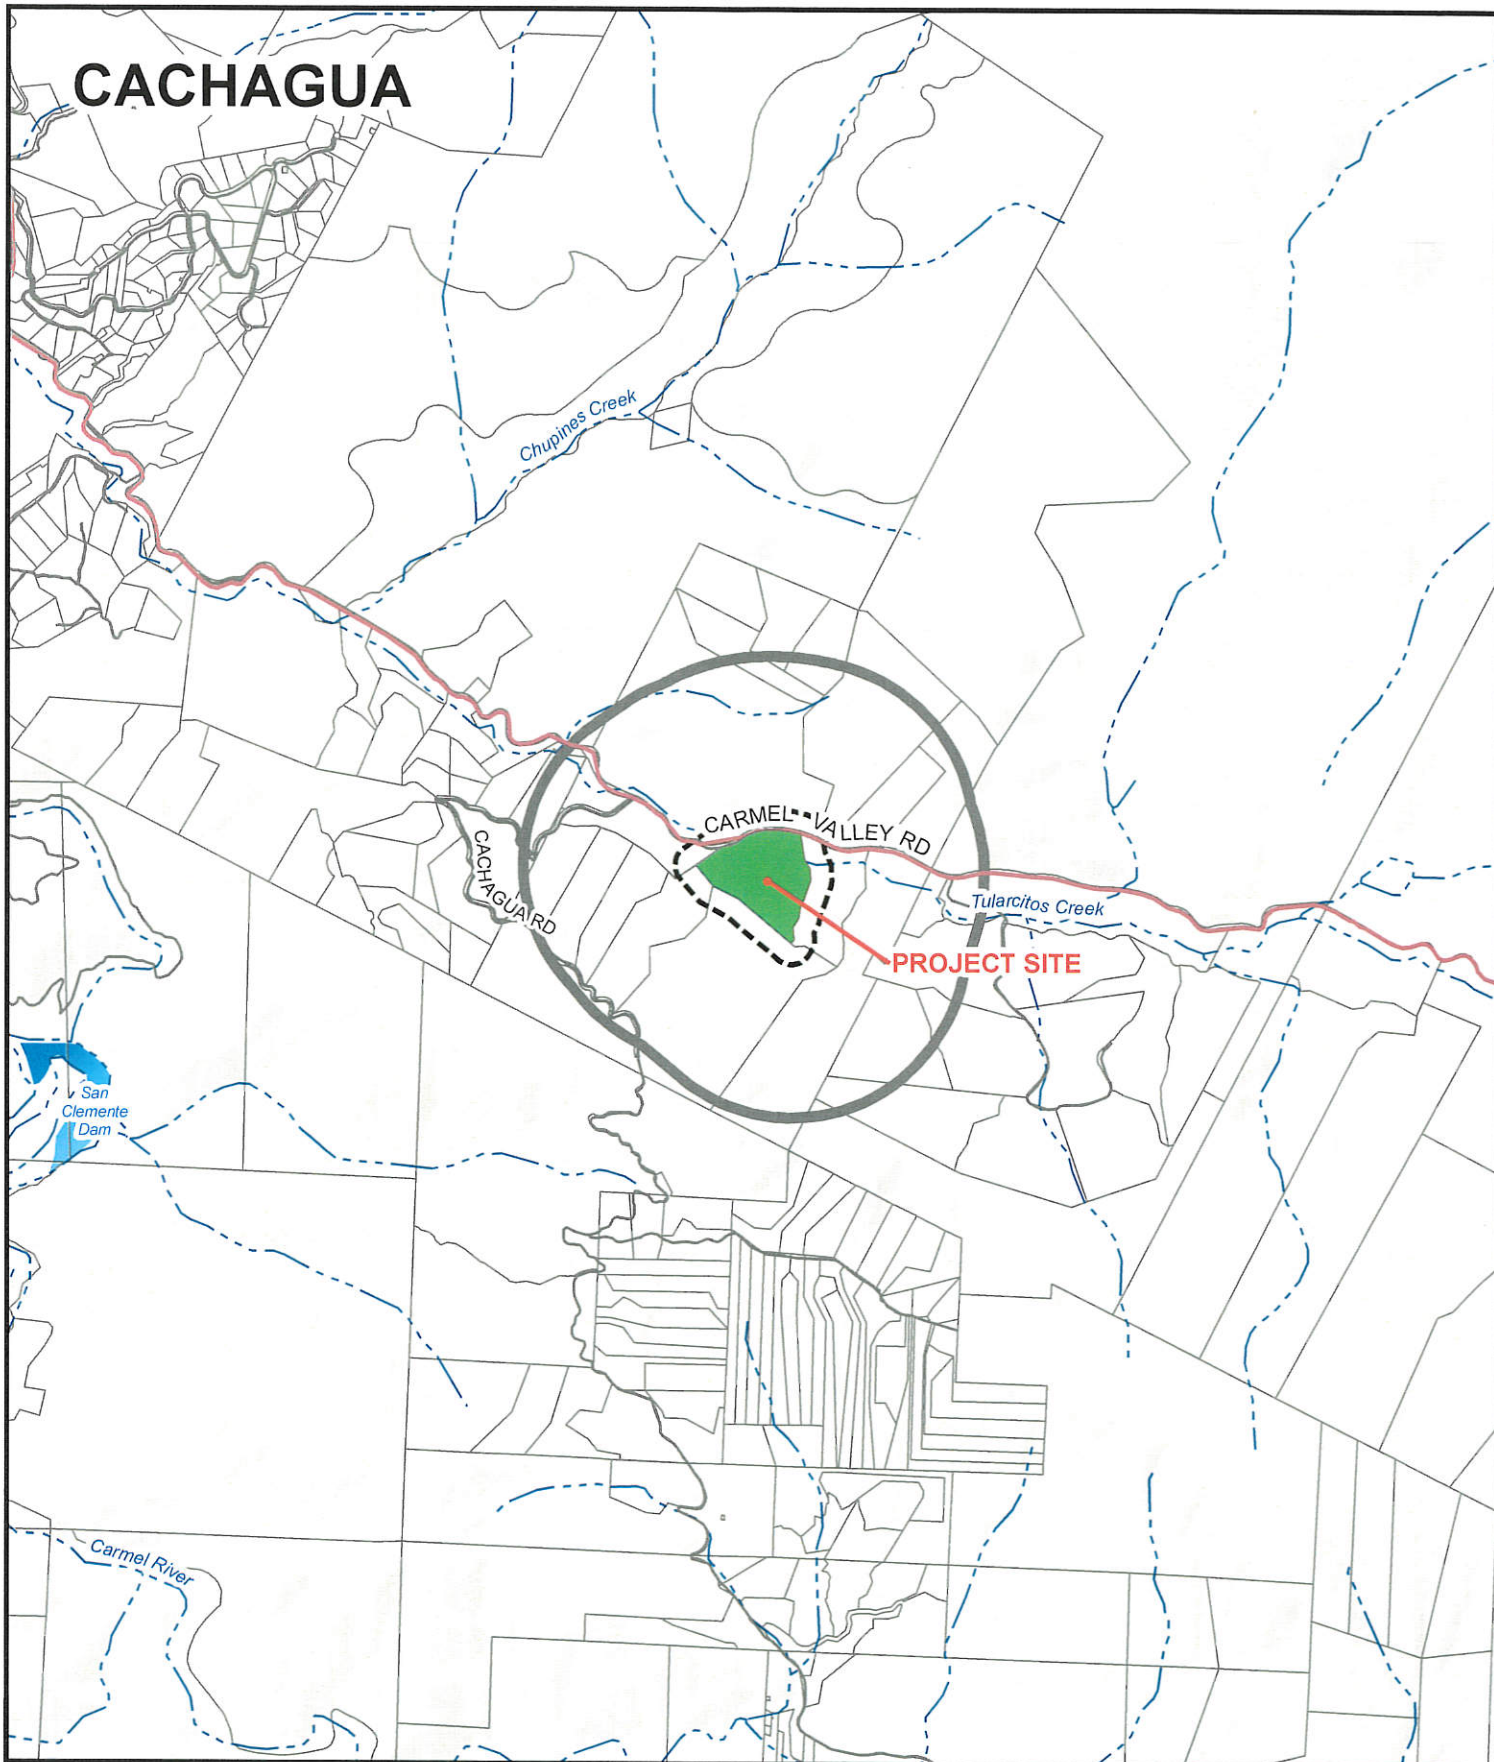 CACHAGUA
Chupines Creek
CARMEL VALLEY RD
CACHAGUA RD
Tularcitos Creek
PROJECT SITE
San
Clemente
Dam
Carmel River